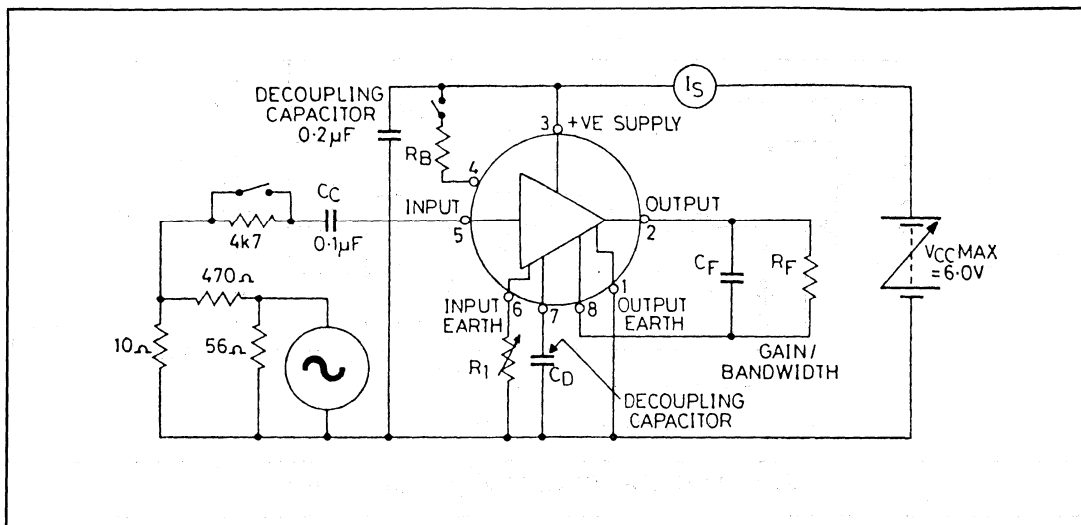 IS
DECOUPLING
CAPACITOR
0·2µF
3
+VE SUPPLY
RB
4
CC
INPUT
OUTPUT
4k7
0·1µF
5
2
VCC MAX
= 6·0V
CF
RF
470Ω
INPUT
EARTH
6
7
8
1
OUTPUT
EARTH
10Ω
56Ω
GAIN/
BANDWIDTH
R1
CD
DECOUPLING
CAPACITOR